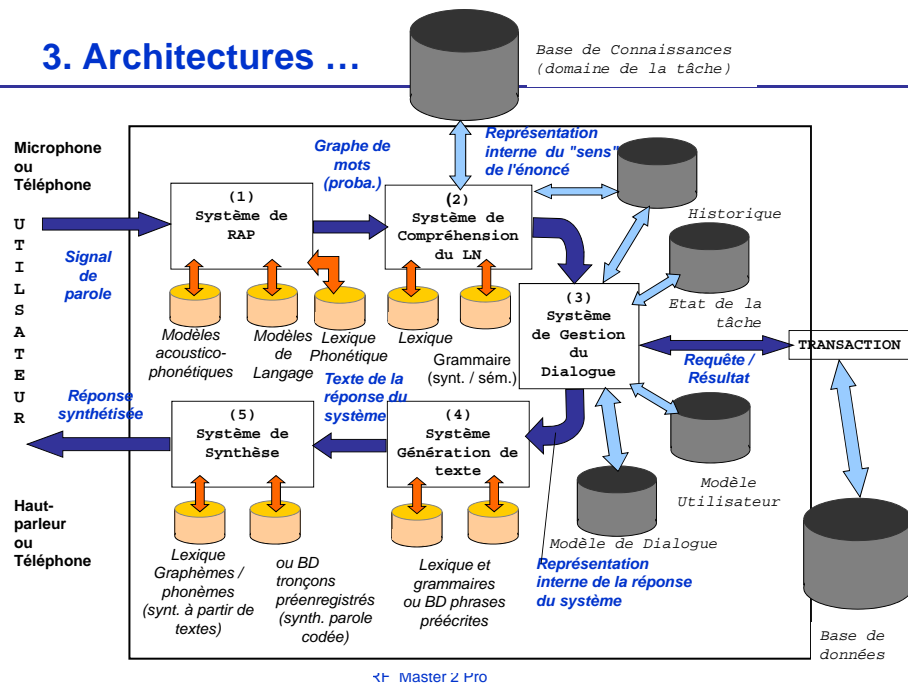 3. Architectures …
Base de Connaissances
(domaine de la tâche)
Microphone
ou
Téléphone
Graphe de
mots
(proba.)
Représentation
interne du "sens"
de l'énoncé
(1)
Système de
RAP
(2)
Système de
Compréhension
du LN
Historique
U
T
I
L
S
A
T
E
U
R
Signal
de
parole
(3)
Système
de Gestion
du
Dialogue
Etat de la
tâche
TRANSACTION
Requête /
Résultat
Modèles
acoustico-
phonétiques
Modèles
de
Langage
Lexique
Phonétique
Lexique
Grammaire
(synt. / sém.)
Réponse
synthétisée
Texte de la
réponse du
système
(5)
Système de
Synthèse
(4)
Système
Génération de
texte
Modèle
Utilisateur
Haut-
parleur
ou
Téléphone
Modèle de Dialogue
Lexique
Graphèmes /
phonèmes
(synt. à partir de
textes)
ou BD
tronçons
préenregistrés
(synth. parole
codée)
Lexique et
grammaires
ou BD phrases
préécrites
Représentation
interne de la réponse
du système
Base de
données
Master 2 Pro